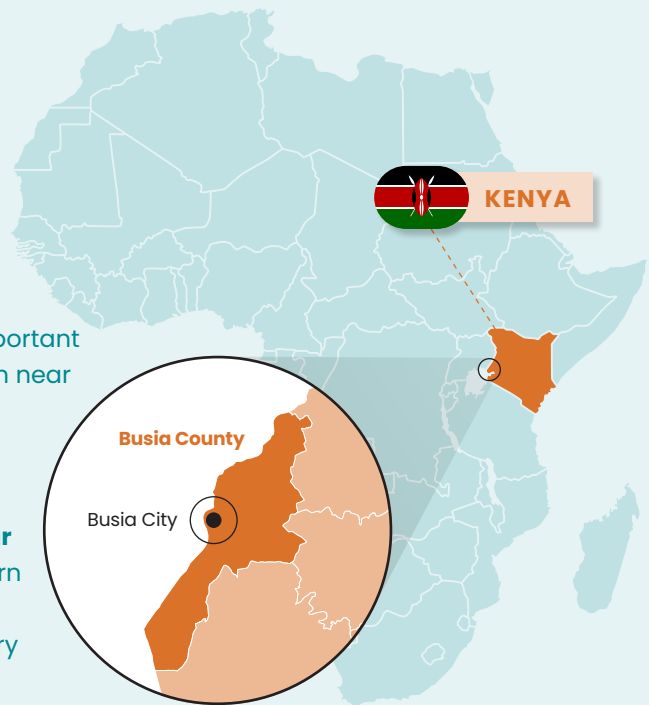 KENYA
portant
n near
Busia County
Busia City
r
rn
ry